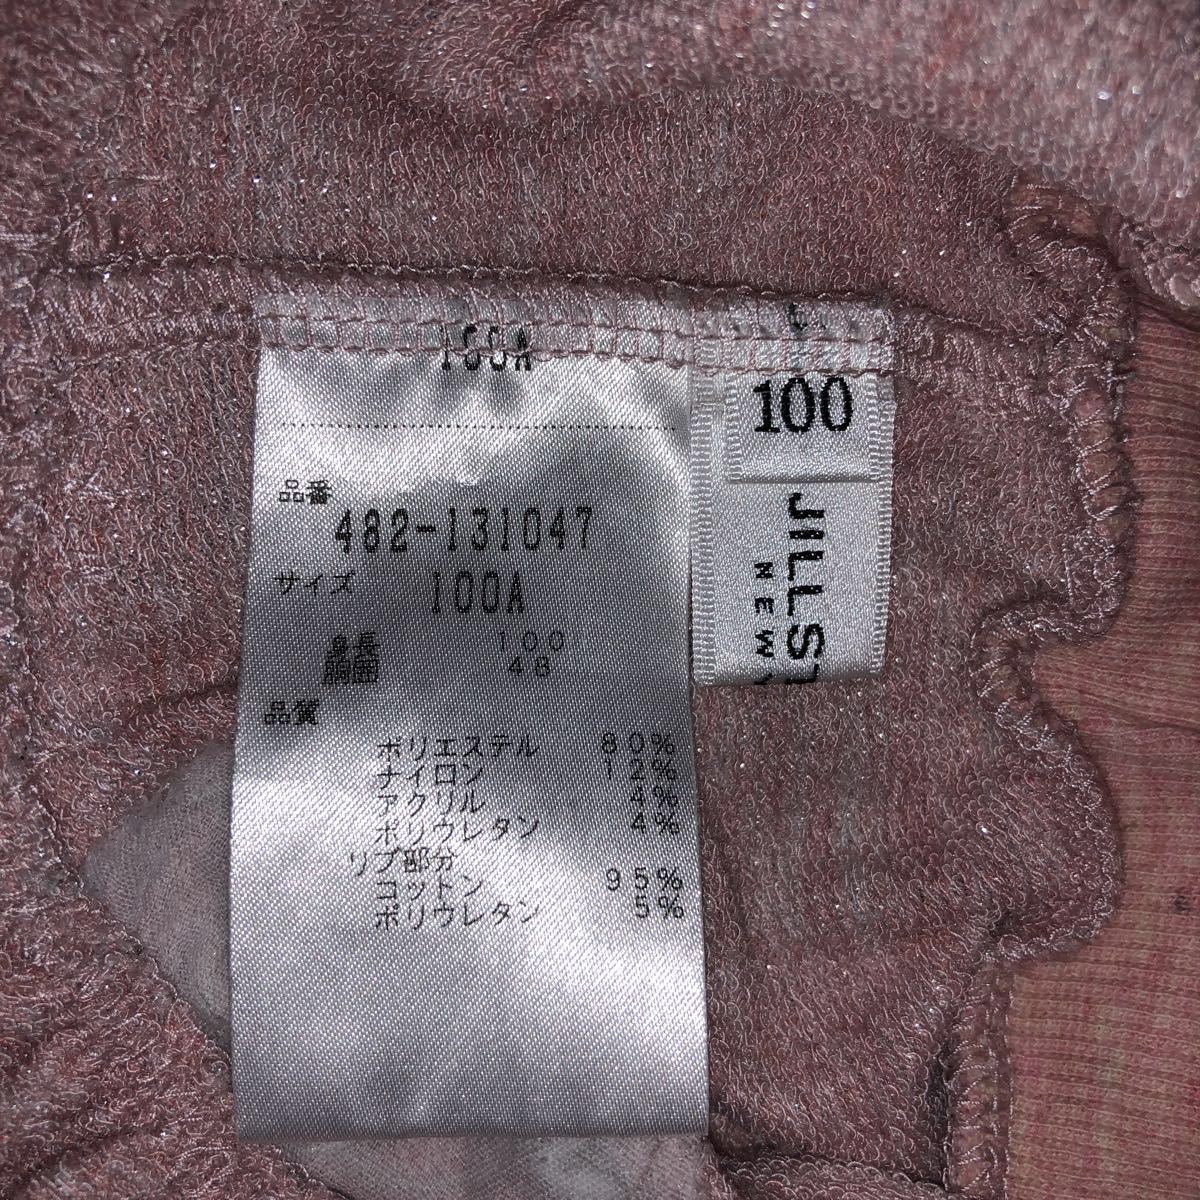 100A
品番
482-131047
サイズ 100A
身長 100
胸囲 48
品質
ポリエステル 80%
ナイロン 12%
アクリル 4%
ポリウレタン 4%
リブ部分
コットン 95%
ポリウレタン 5%
100
JILLST
NEW Y